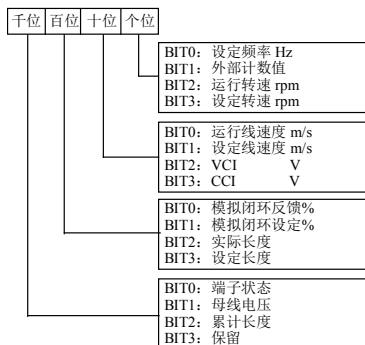 千位 百位 十位 个位
BIT0：设定频率 Hz
BIT1：外部计数值
BIT2：运行转速 rpm
BIT3：设定转速 rpm
BIT0：运行线速度 m/s
BIT1：设定线速度 m/s
BIT2：VCI V
BIT3：CCI V
BIT0：模拟闭环反馈%
BIT1：模拟闭环设定%
BIT2：实际长度
BIT3：设定长度
BIT0：端子状态
BIT1：母线电压
BIT2：累计长度
BIT3：保留